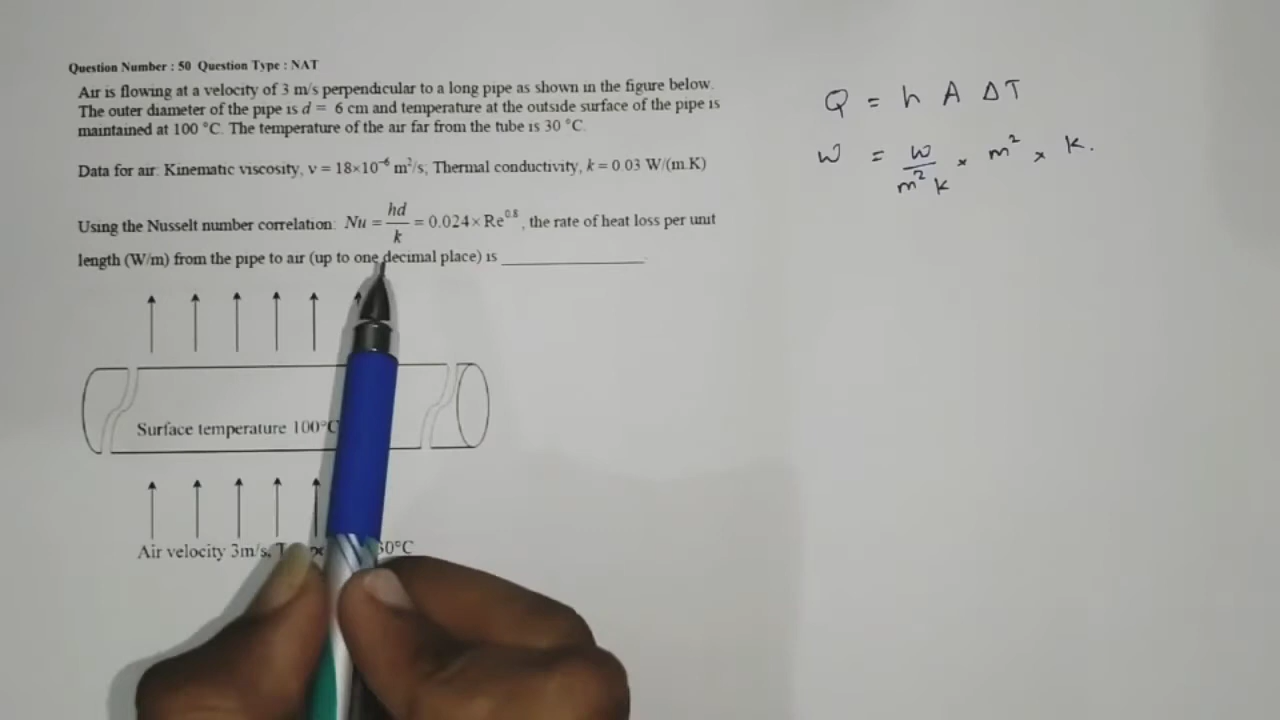 Question Number : 50 Question Type : NAT
Air is flowing at a velocity of 3 m/s perpendicular to a long pipe as shown in the figure below.
The outer diameter of the pipe is d = 6 cm and temperature at the outside surface of the pipe is
maintained at 100 °C. The temperature of the air far from the tube is 30 °C.
Data for air: Kinematic viscosity, ν = 18×10⁻⁶ m²/s; Thermal conductivity, k = 0.03 W/(m.K)
Using the Nusselt number correlation: Nu = hd/k = 0.024 × Re^0.8, the rate of heat loss per unit
length (W/m) from the pipe to air (up to one decimal place) is ____________
Surface temperature 100°C
Air velocity 3m/s, 30°C
Q = h A ΔT
W = W/m² K × m² × K.